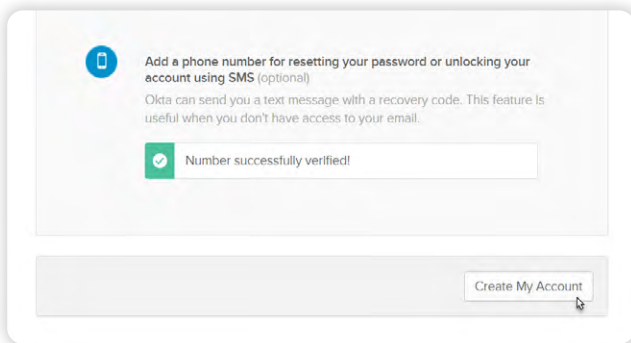 Add a phone number for resetting your password or unlocking your
account using SMS (optional)
Okta can send you a text message with a recovery code. This feature is
useful when you don't have access to your email.
Number successfully verified!
Create My Account